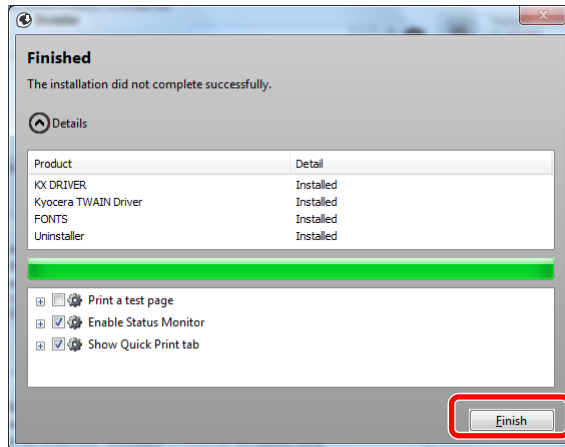 Finished
The installation did not complete successfully.
Details
Product Detail
KX DRIVER Installed
Kyocera TWAIN Driver Installed
FONTS Installed
Uninstaller Installed
Print a test page
Enable Status Monitor
Show Quick Print tab
Finish